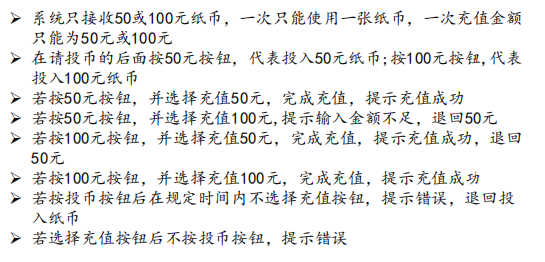 ➢ 系统只接收50或100元纸币，一次只能使用一张纸币，一次充值金额
只能为50元或100元
➢ 在请投币的后面按50元按钮，代表投入50元纸币;按100元按钮,代表
投入100元纸币
➢ 若按50元按钮，并选择充值50元，完成充值，提示充值成功
➢ 若按50元按钮，并选择充值100元,提示输入金额不足，退回50元
➢ 若按100元按钮，并选择充值50元，完成充值，提示充值成功，退回
50元
➢ 若按100元按钮，并选择充值100元，完成充值，提示充值成功
➢ 若按投币按钮后在规定时间内不选择充值按钮，提示错误，退回投
入纸币
➢ 若选择充值按钮后不按投币按钮，提示错误